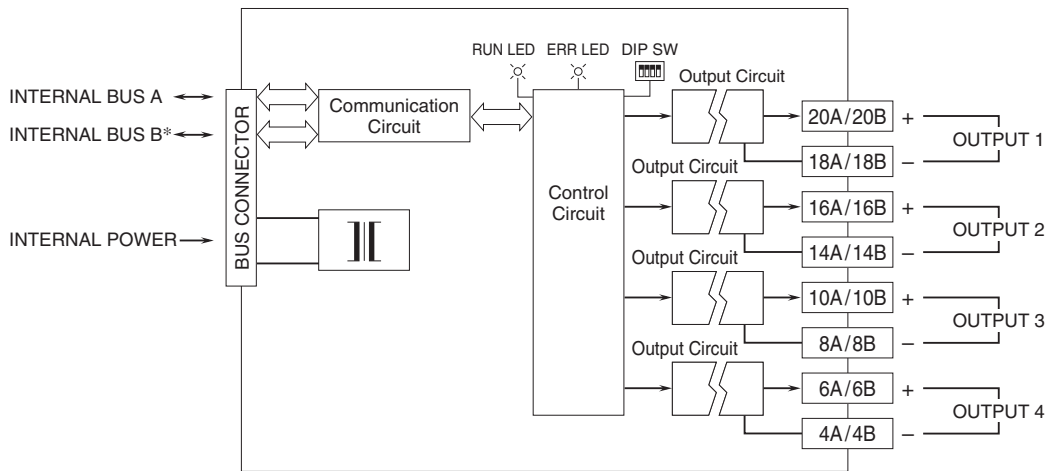 RUN LED ERR LED DIP SW
Output Circuit
INTERNAL BUS A
INTERNAL BUS B*
INTERNAL POWER
BUS CONNECTOR
Communication
Circuit
Control
Circuit
20A/20B +
18A/18B –
OUTPUT 1
Output Circuit
16A/16B +
14A/14B –
OUTPUT 2
Output Circuit
10A/10B +
8A/8B –
OUTPUT 3
Output Circuit
6A/6B +
4A/4B –
OUTPUT 4